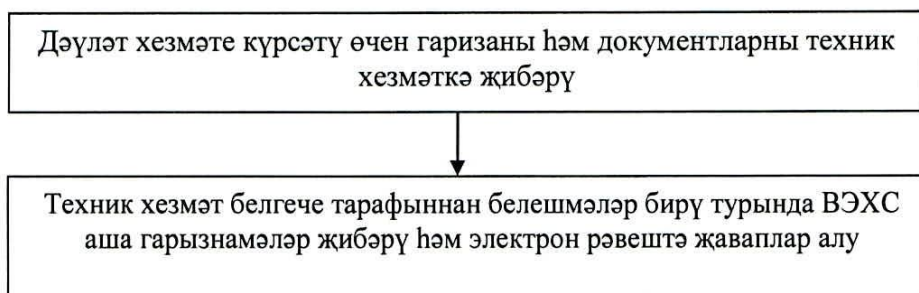 Дәүләт хезмәте күрсәтү өчен гаризаны һәм документларны техник
хезмәткә җибәрү
Техник хезмәт белгече тарафыннан белешмәләр бирү турында ВЭХС
аша гарызнамәләр җибәрү һәм электрон рәвештә җаваплар алу